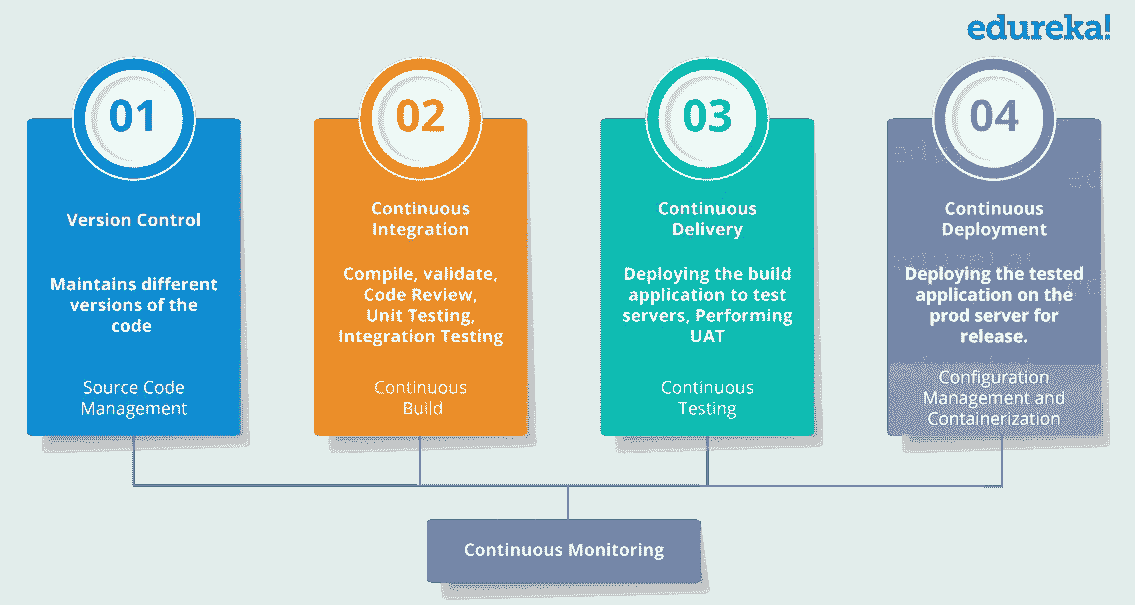 edureka!
01
Version Control
Maintains different
versions of the
code
Source Code
Management
02
Continuous
Integration
Compile, validate,
Code Review,
Unit Testing,
Integration Testing
Continuous
Build
03
Continuous
Delivery
Deploying the build
application to test
servers, Performing
UAT
Continuous
Testing
04
Continuous
Deployment
Deploying the tested
application on the
prod server for
release.
Configuration
Management and
Containerization
Continuous Monitoring